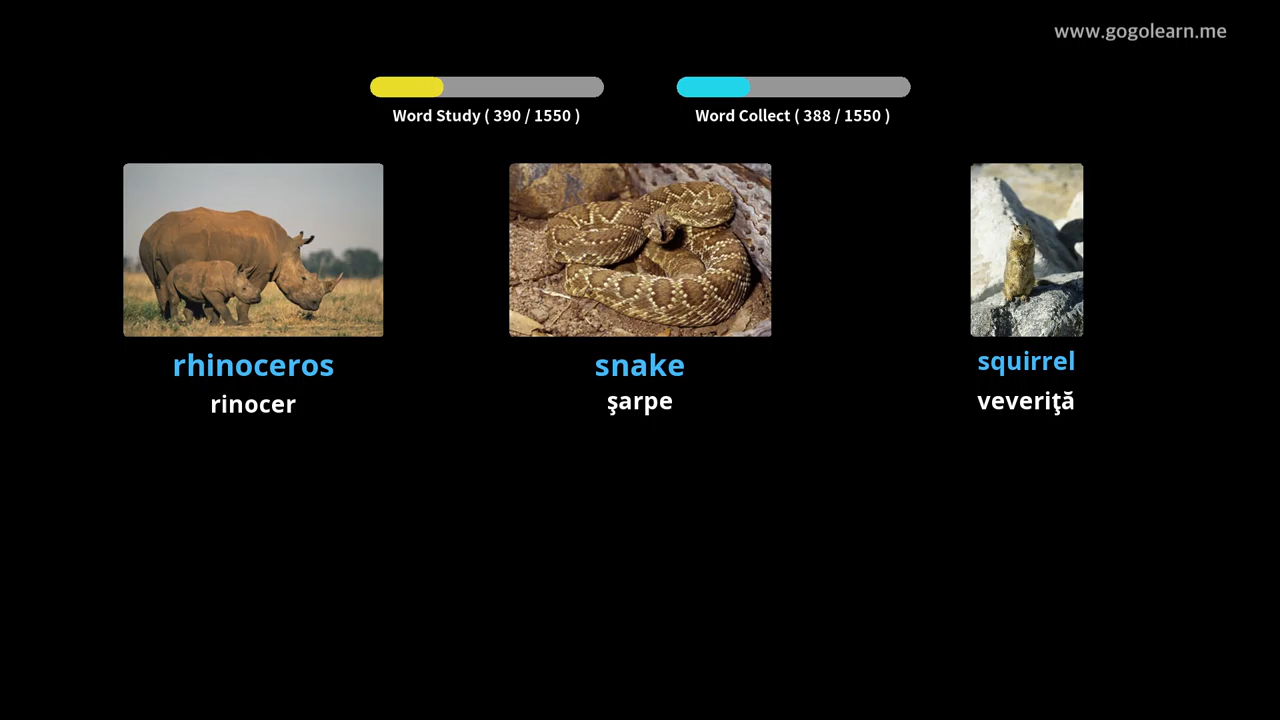 www.gogolearn.me
Word Study ( 390 / 1550 )
Word Collect ( 388 / 1550 )
rhinoceros
snake
squirrel
rinocer
şarpe
veveriţă